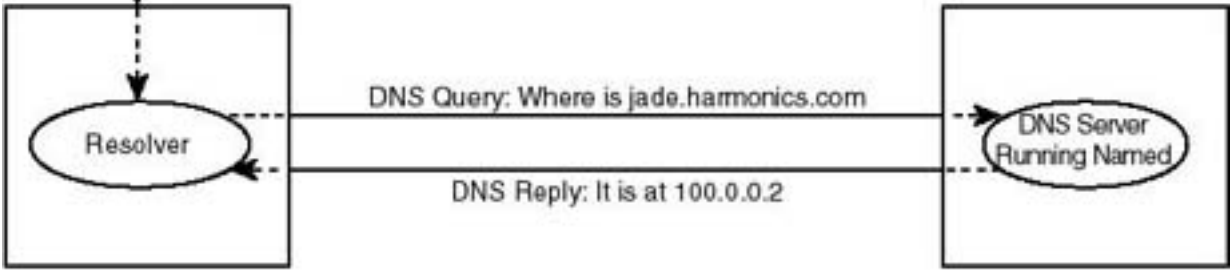 DNS Query: Where is jade.harmonics.com
Resolver
DNS Server
Running Named
DNS Reply: It is at 100.0.0.2